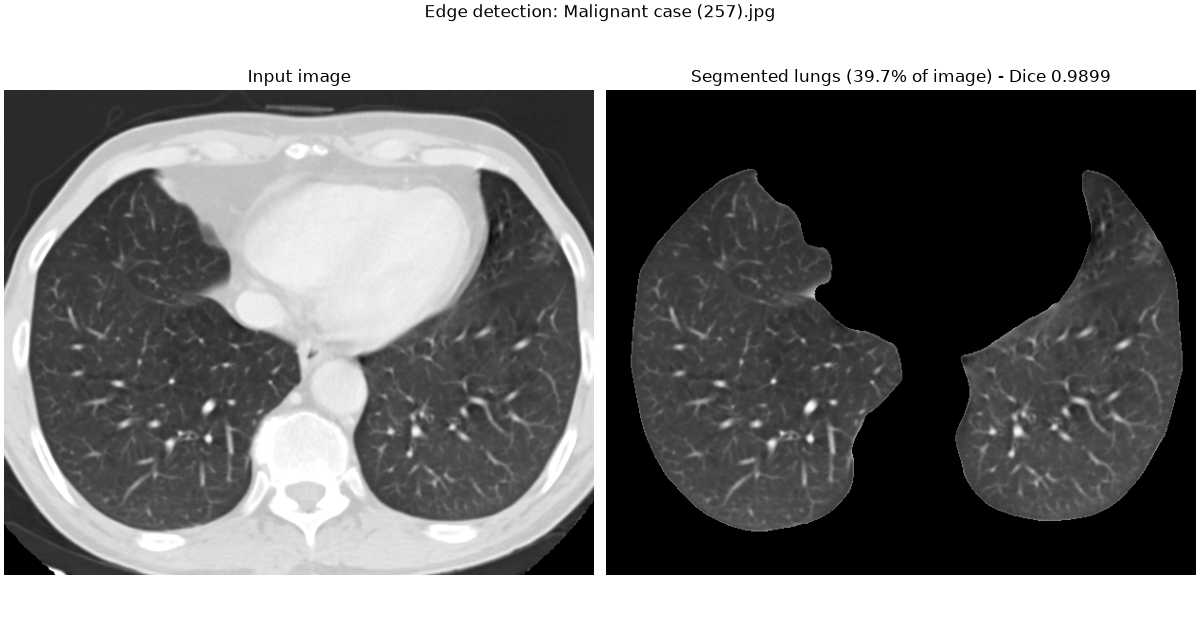 Edge detection: Malignant case (257).jpg
Input image
Segmented lungs (39.7% of image) - Dice 0.9899